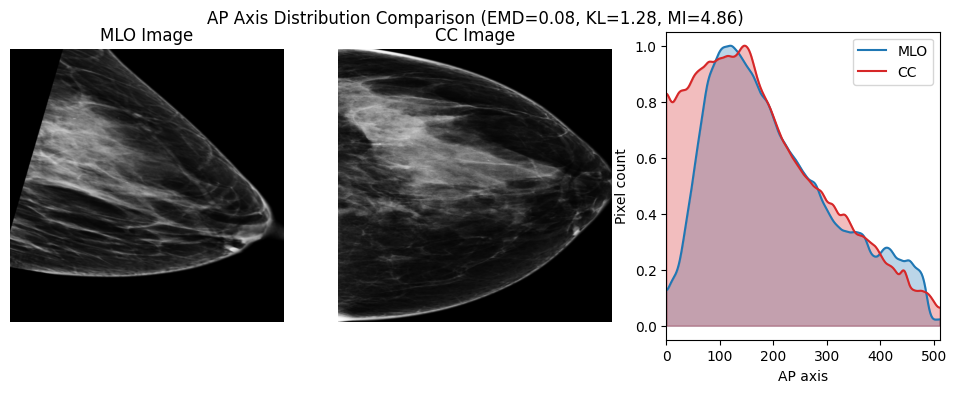 AP Axis Distribution Comparison (EMD=0.08, KL=1.28, MI=4.86)
MLO Image
CC Image
MLO
CC
1.0
0.8
0.6
0.4
0.2
0.0
Pixel count
0 100 200 300 400 500
AP axis